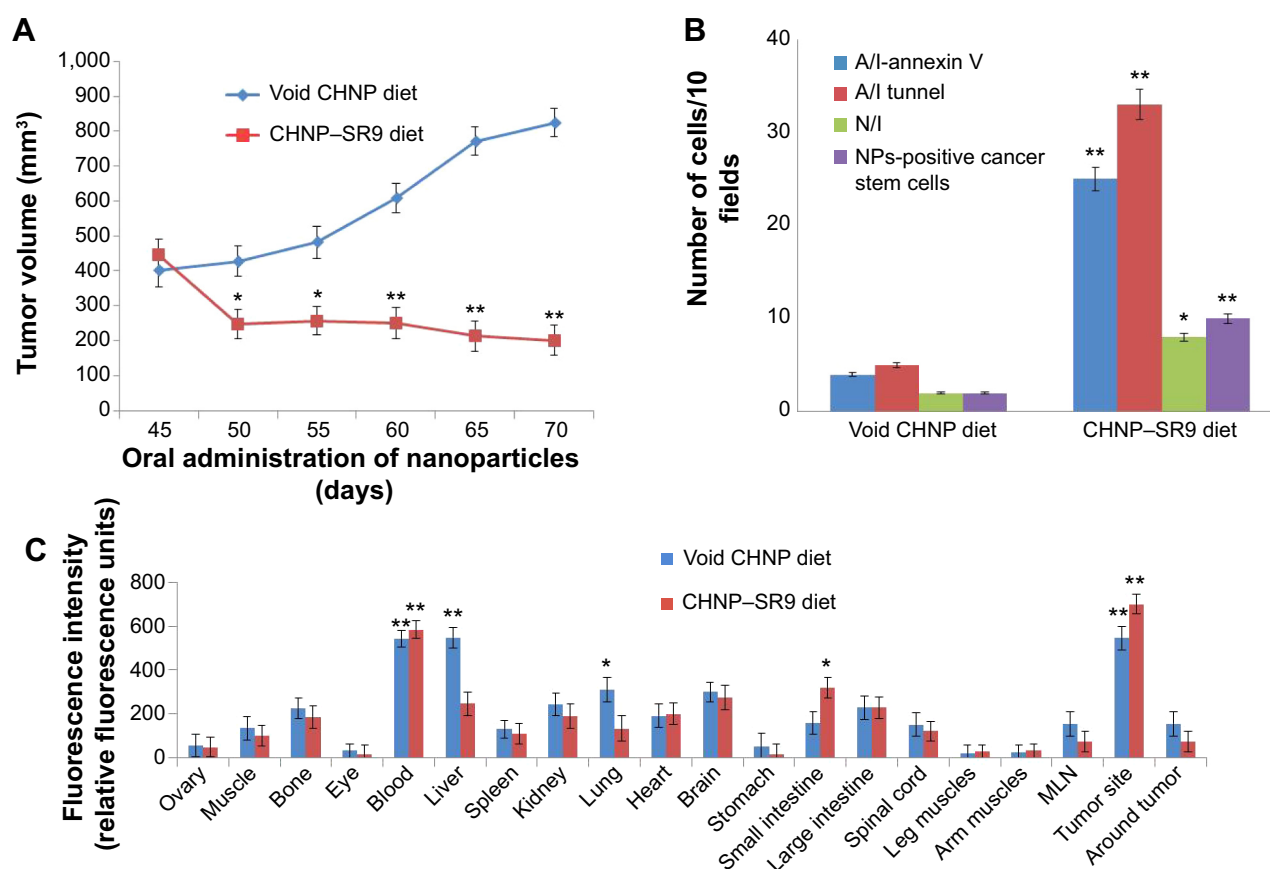 A
1,000
900
800
700
600
500
400
300
200
100
0
Tumor volume (mm³)
Void CHNP diet
CHNP–SR9 diet
* * ** ** **
45 50 55 60 65 70
Oral administration of nanoparticles
(days)
B
40
30
20
10
0
Number of cells/10
fields
A/I-annexin V
A/I tunnel
N/I
NPs-positive cancer
stem cells
** ** * **
Void CHNP diet CHNP–SR9 diet
C
Fluorescence intensity
(relative fluorescence units)
800
600
400
200
0
Void CHNP diet
CHNP–SR9 diet
** ** ** * * ** **
Ovary
Muscle
Bone
Eye
Blood
Liver
Spleen
Kidney
Lung
Heart
Brain
Stomach
Small intestine
Large intestine
Spinal cord
Leg muscles
Arm muscles
MLN
Tumor site
Around tumor